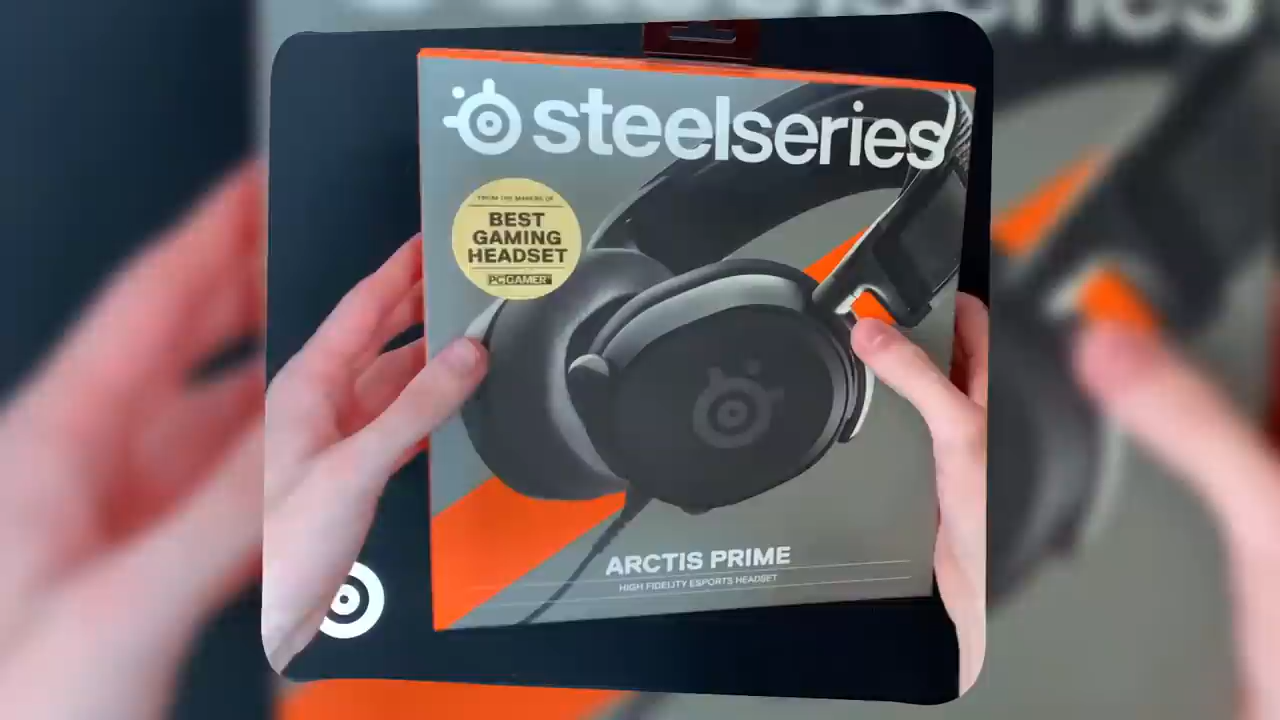 steelseries
FROM THE MAKERS OF
BEST
GAMING
HEADSET
PC GAMER
ARCTIS PRIME
HIGH FIDELITY ESPORTS HEADSET